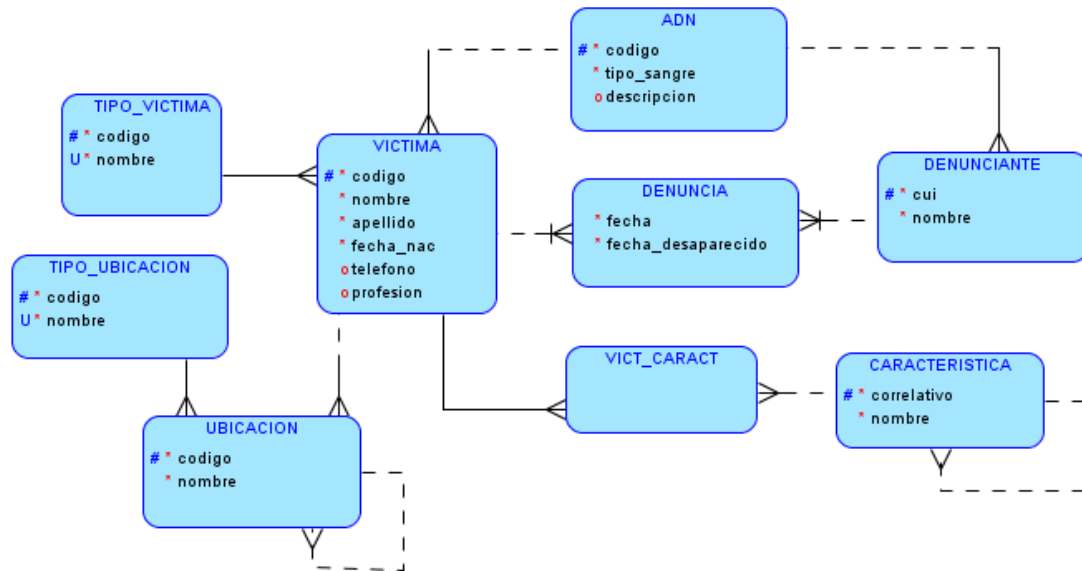 ADN
# * codigo
* tipo_sangre
o descripcion
TIPO_VICTIMA
# * codigo
U * nombre
VICTIMA
# * codigo
* nombre
* apellido
* fecha_nac
o telefono
o profesion
DENUNCIA
* fecha
* fecha_desaparecido
DENUNCIANTE
# * cui
* nombre
TIPO_UBICACION
# * codigo
U * nombre
VICT_CARACT
CARACTERISTICA
# * correlativo
* nombre
UBICACION
# * codigo
* nombre